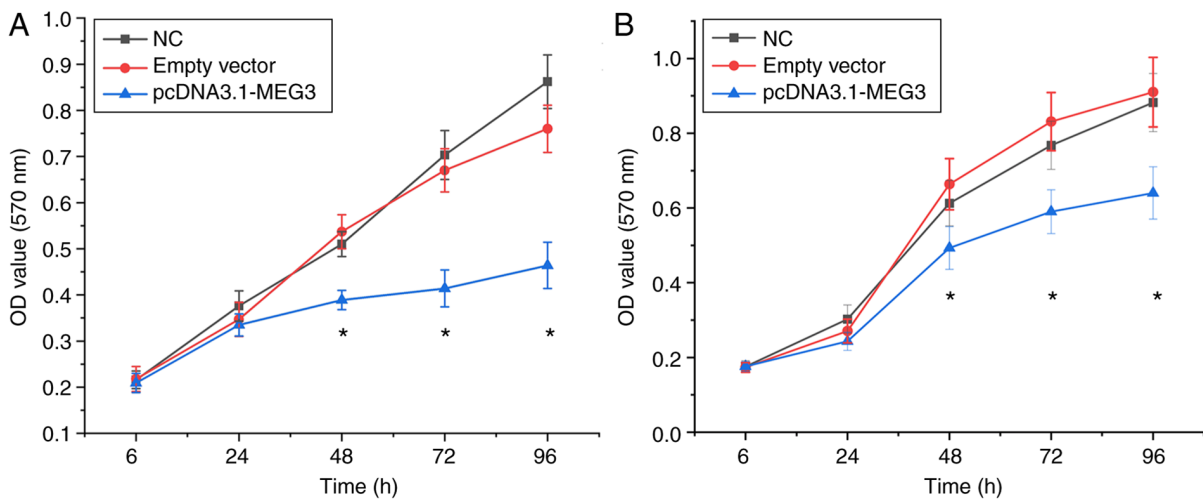 A
NC
Empty vector
pcDNA3.1-MEG3
1.0
0.9
0.8
0.7
0.6
0.5
0.4
0.3
0.2
0.1
OD value (570 nm)
* * *
6 24 48 72 96
Time (h)
B
NC
Empty vector
pcDNA3.1-MEG3
1.0
0.8
0.6
0.4
0.2
0.0
OD value (570 nm)
* * *
6 24 48 72 96
Time (h)